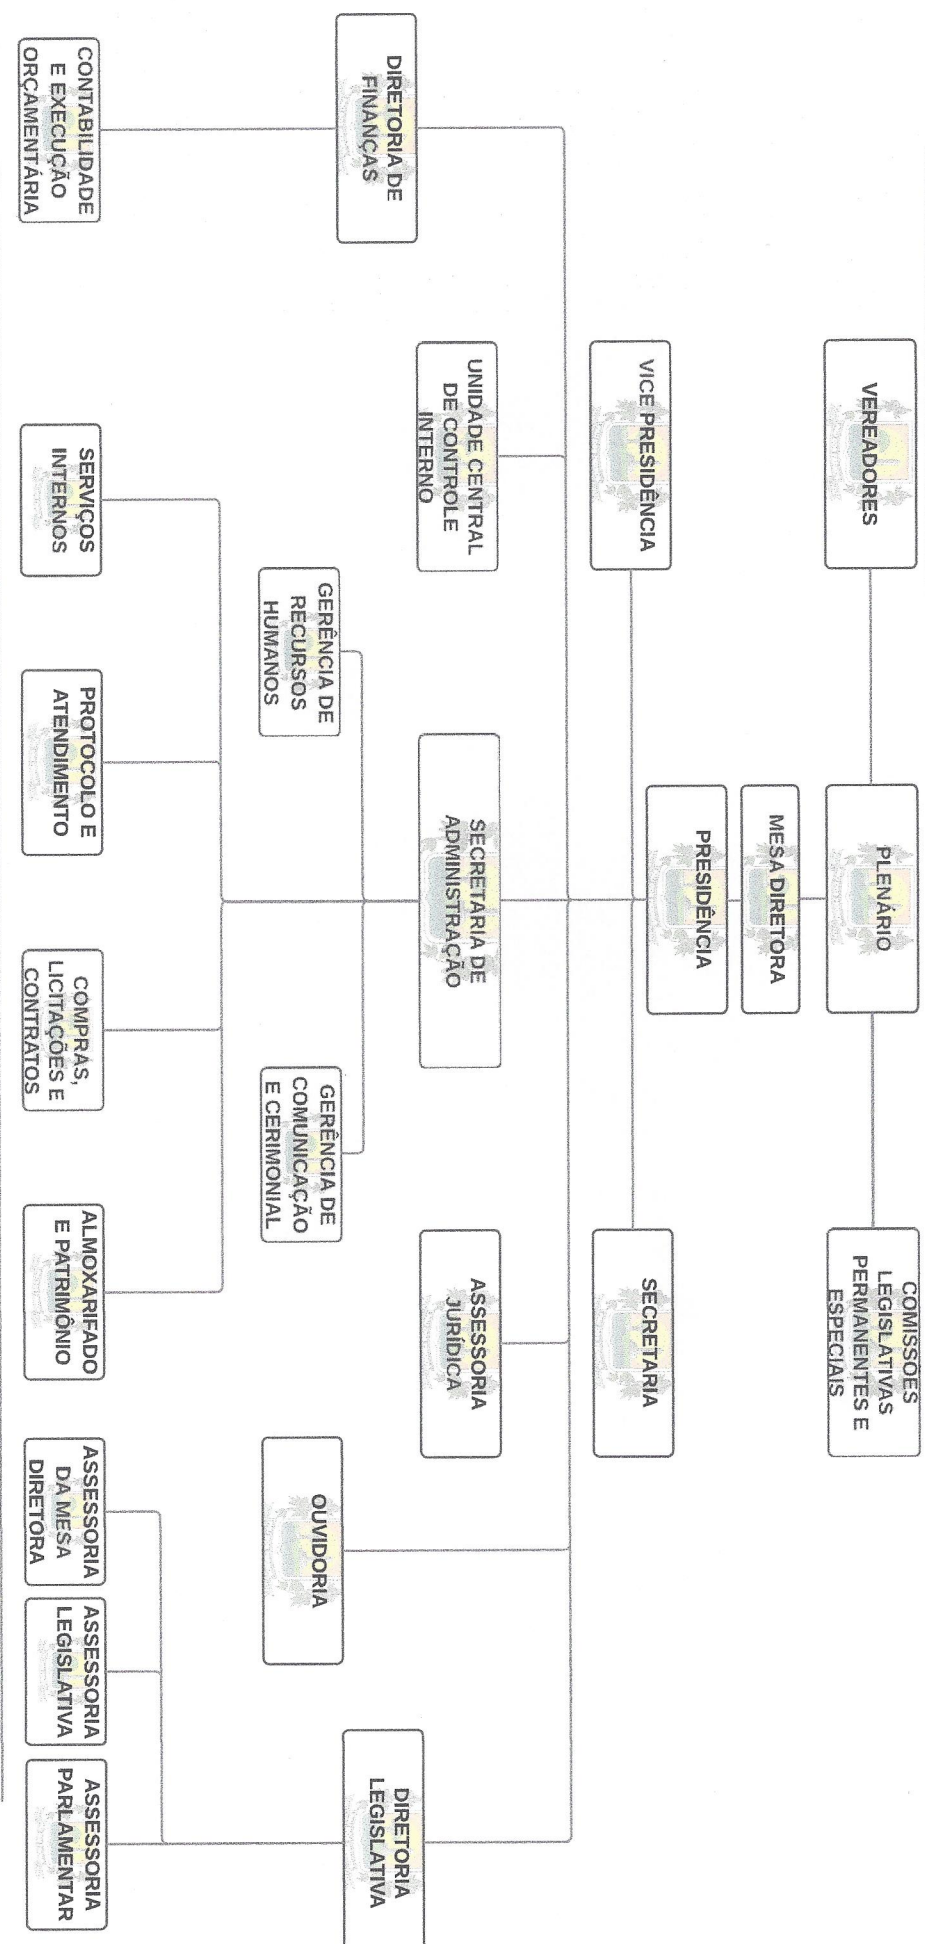 VEREADORES
PLENÁRIO
COMISSÕES
LEGISLATIVAS
PERMANENTES E
ESPECIAIS
MESA DIRETORA
PRESIDÊNCIA
VICE PRESIDÊNCIA
SECRETARIA
DIRETORIA DE
FINANÇAS
UNIDADE CENTRAL
DE CONTROLE
INTERNO
SECRETARIA DE
ADMINISTRAÇÃO
ASSESSORIA
JURÍDICA
OUVIDORIA
DIRETORIA
LEGISLATIVA
GERÊNCIA DE
RECURSOS
HUMANOS
GERÊNCIA DE
COMUNICAÇÃO
E CERIMONIAL
CONTABILIDADE
E EXECUÇÃO
ORÇAMENTÁRIA
SERVIÇOS
INTERNOS
PROTOCOLO E
ATENDIMENTO
COMPRAS,
LICITAÇÕES E
CONTRATOS
ALMOXARIFADO
E PATRIMÔNIO
ASSESSORIA
DA MESA
DIRETORA
ASSESSORIA
LEGISLATIVA
ASSESSORIA
PARLAMENTAR